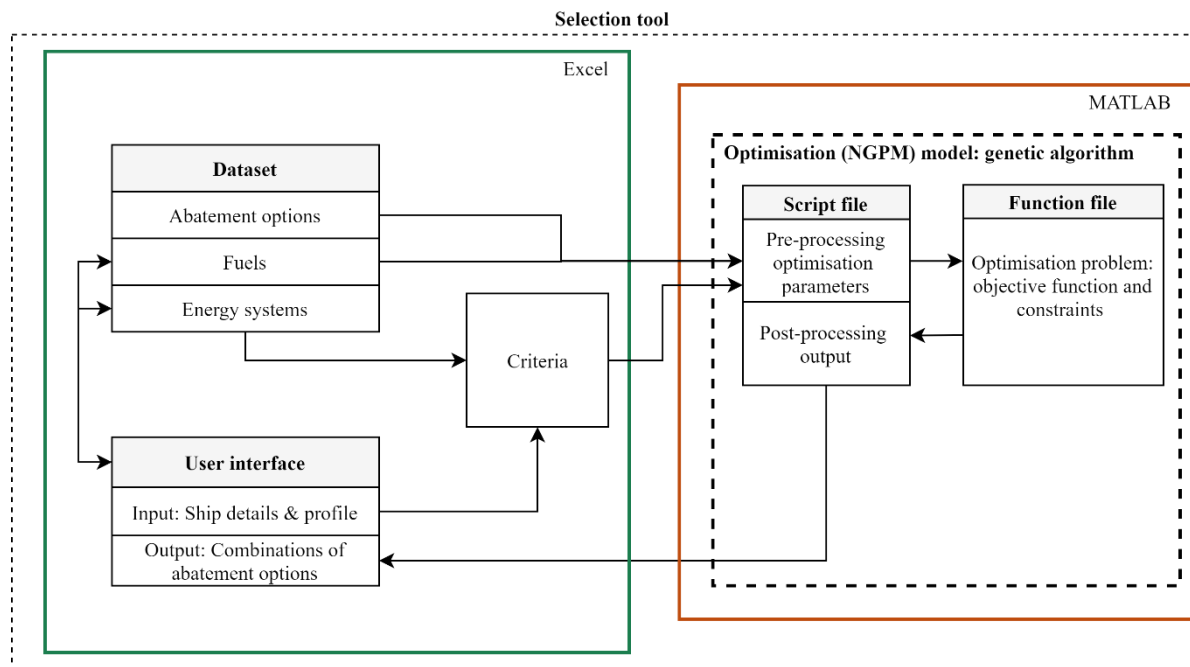 Selection tool
Excel
MATLAB
Dataset
Abatement options
Fuels
Energy systems
Criteria
User interface
Input: Ship details & profile
Output: Combinations of
abatement options
Optimisation (NGPM) model: genetic algorithm
Script file
Pre-processing
optimisation
parameters
Post-processing
output
Function file
Optimisation problem:
objective function and
constraints